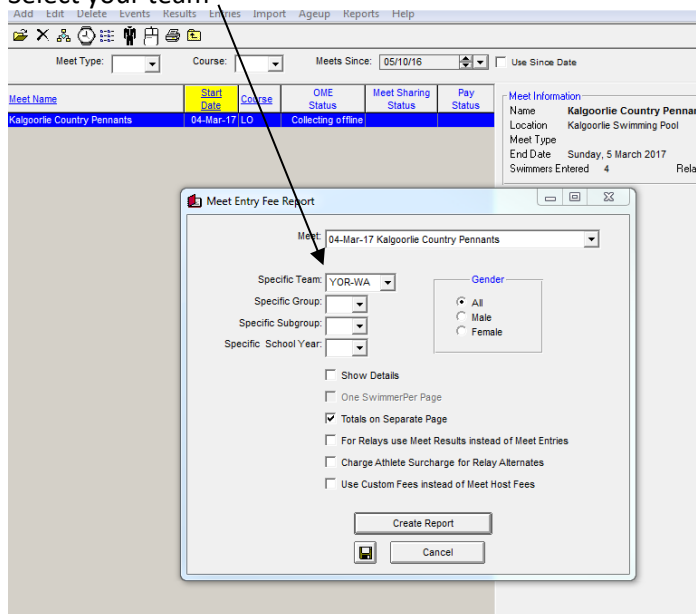 Select your team
Add Edit Delete Events Results Entries Import Ageup Reports Help
Meet Type: Course: Meets Since: 05/10/16 Use Since Date
Meet Name Start Date Course OME Status Meet Sharing Status Pay Status
Kalgoorlie Country Pennants 04-Mar-17 LO Collecting offline
Meet Information
Name Kalgoorlie Country Pennan
Location Kalgoorlie Swimming Pool
Meet Type
End Date Sunday, 5 March 2017
Swimmers Entered 4 Rela
Meet Entry Fee Report
Meet: 04-Mar-17 Kalgoorlie Country Pennants
Specific Team: YOR-WA
Specific Group:
Specific Subgroup:
Specific School Year:
Gender
All
Male
Female
Show Details
One SwimmerPer Page
Totals on Separate Page
For Relays use Meet Results instead of Meet Entries
Charge Athlete Surcharge for Relay Alternates
Use Custom Fees instead of Meet Host Fees
Create Report
Cancel